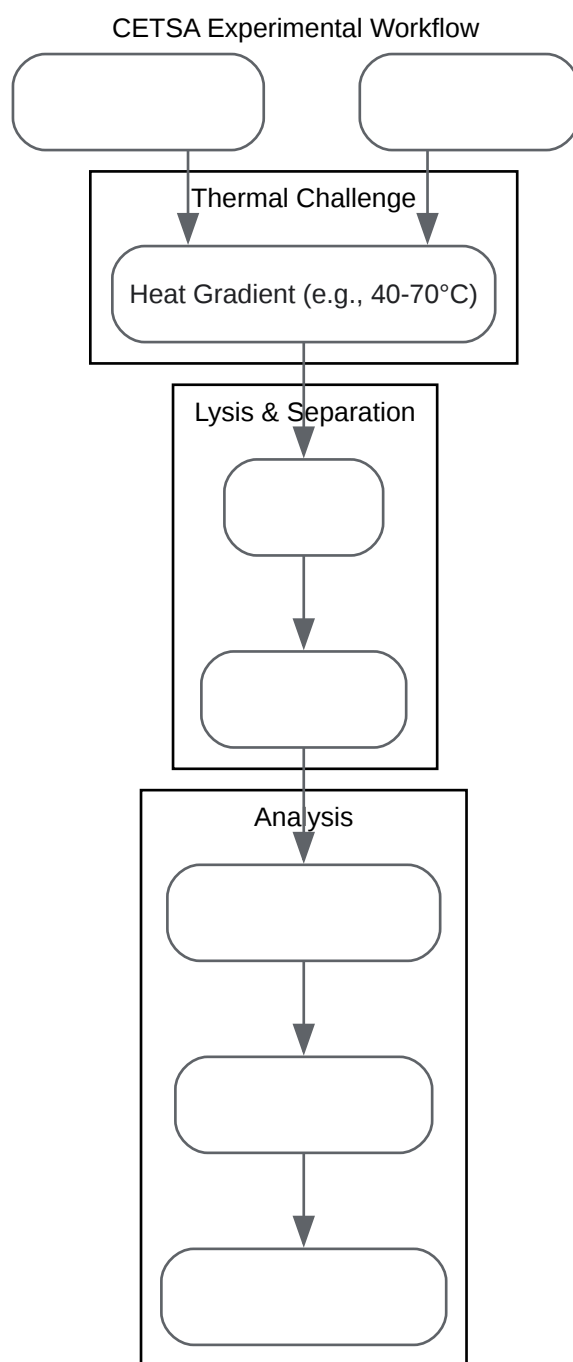 CETSA Experimental Workflow
Thermal Challenge
Heat Gradient (e.g., 40-70°C)
Lysis & Separation
Analysis